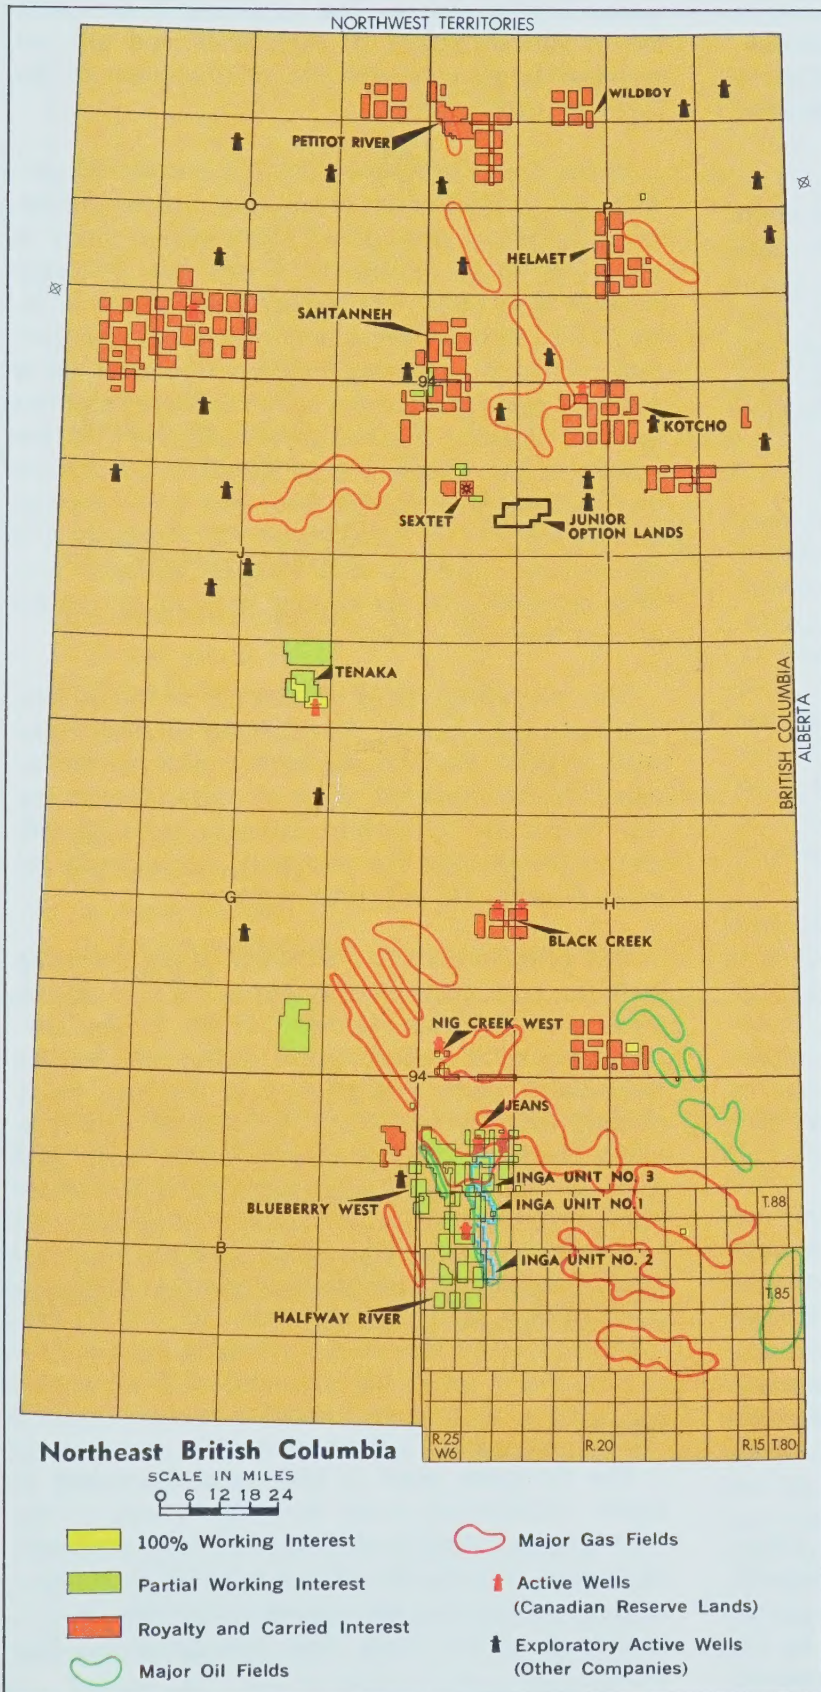 NORTHWEST TERRITORIES
WILDBOY
PETITOT RIVER
O
P
HELMET
SAHTANNEH
94
KOTCHO
SEXTET
JUNIOR
OPTION LANDS
J
I
TENAKA
BRITISH COLUMBIA
ALBERTA
G
H
BLACK CREEK
NIG CREEK WEST
94
JEANS
INGA UNIT NO. 3
BLUEBERRY WEST
INGA UNIT NO. 1
T.88
B
INGA UNIT NO. 2
T.85
HALFWAY RIVER
R.25
W6
R.20
R.15 T.80
Northeast British Columbia
SCALE IN MILES
0 6 12 18 24
100% Working Interest
Partial Working Interest
Royalty and Carried Interest
Major Oil Fields
Major Gas Fields
Active Wells
(Canadian Reserve Lands)
Exploratory Active Wells
(Other Companies)